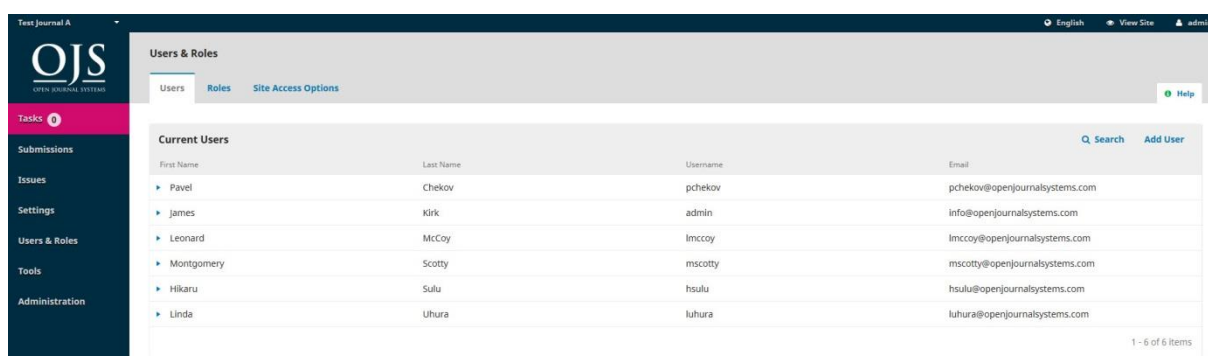 Test Journal A English View Site admi
OJS
OPEN JOURNAL SYSTEMS
Users & Roles
Users Roles Site Access Options
Help
Tasks 0
Submissions
Issues
Settings
Users & Roles
Tools
Administration
Current Users Search Add User
First Name Last Name Username Email
Pavel Chekov pchekov pchekov@openjournalsystems.com
James Kirk admin info@openjournalsystems.com
Leonard McCoy lmccoy lmccoy@openjournalsystems.com
Montgomery Scotty mscotty mscotty@openjournalsystems.com
Hikaru Sulu hsulu hsulu@openjournalsystems.com
Linda Uhura luhura luhura@openjournalsystems.com
1 - 6 of 6 items